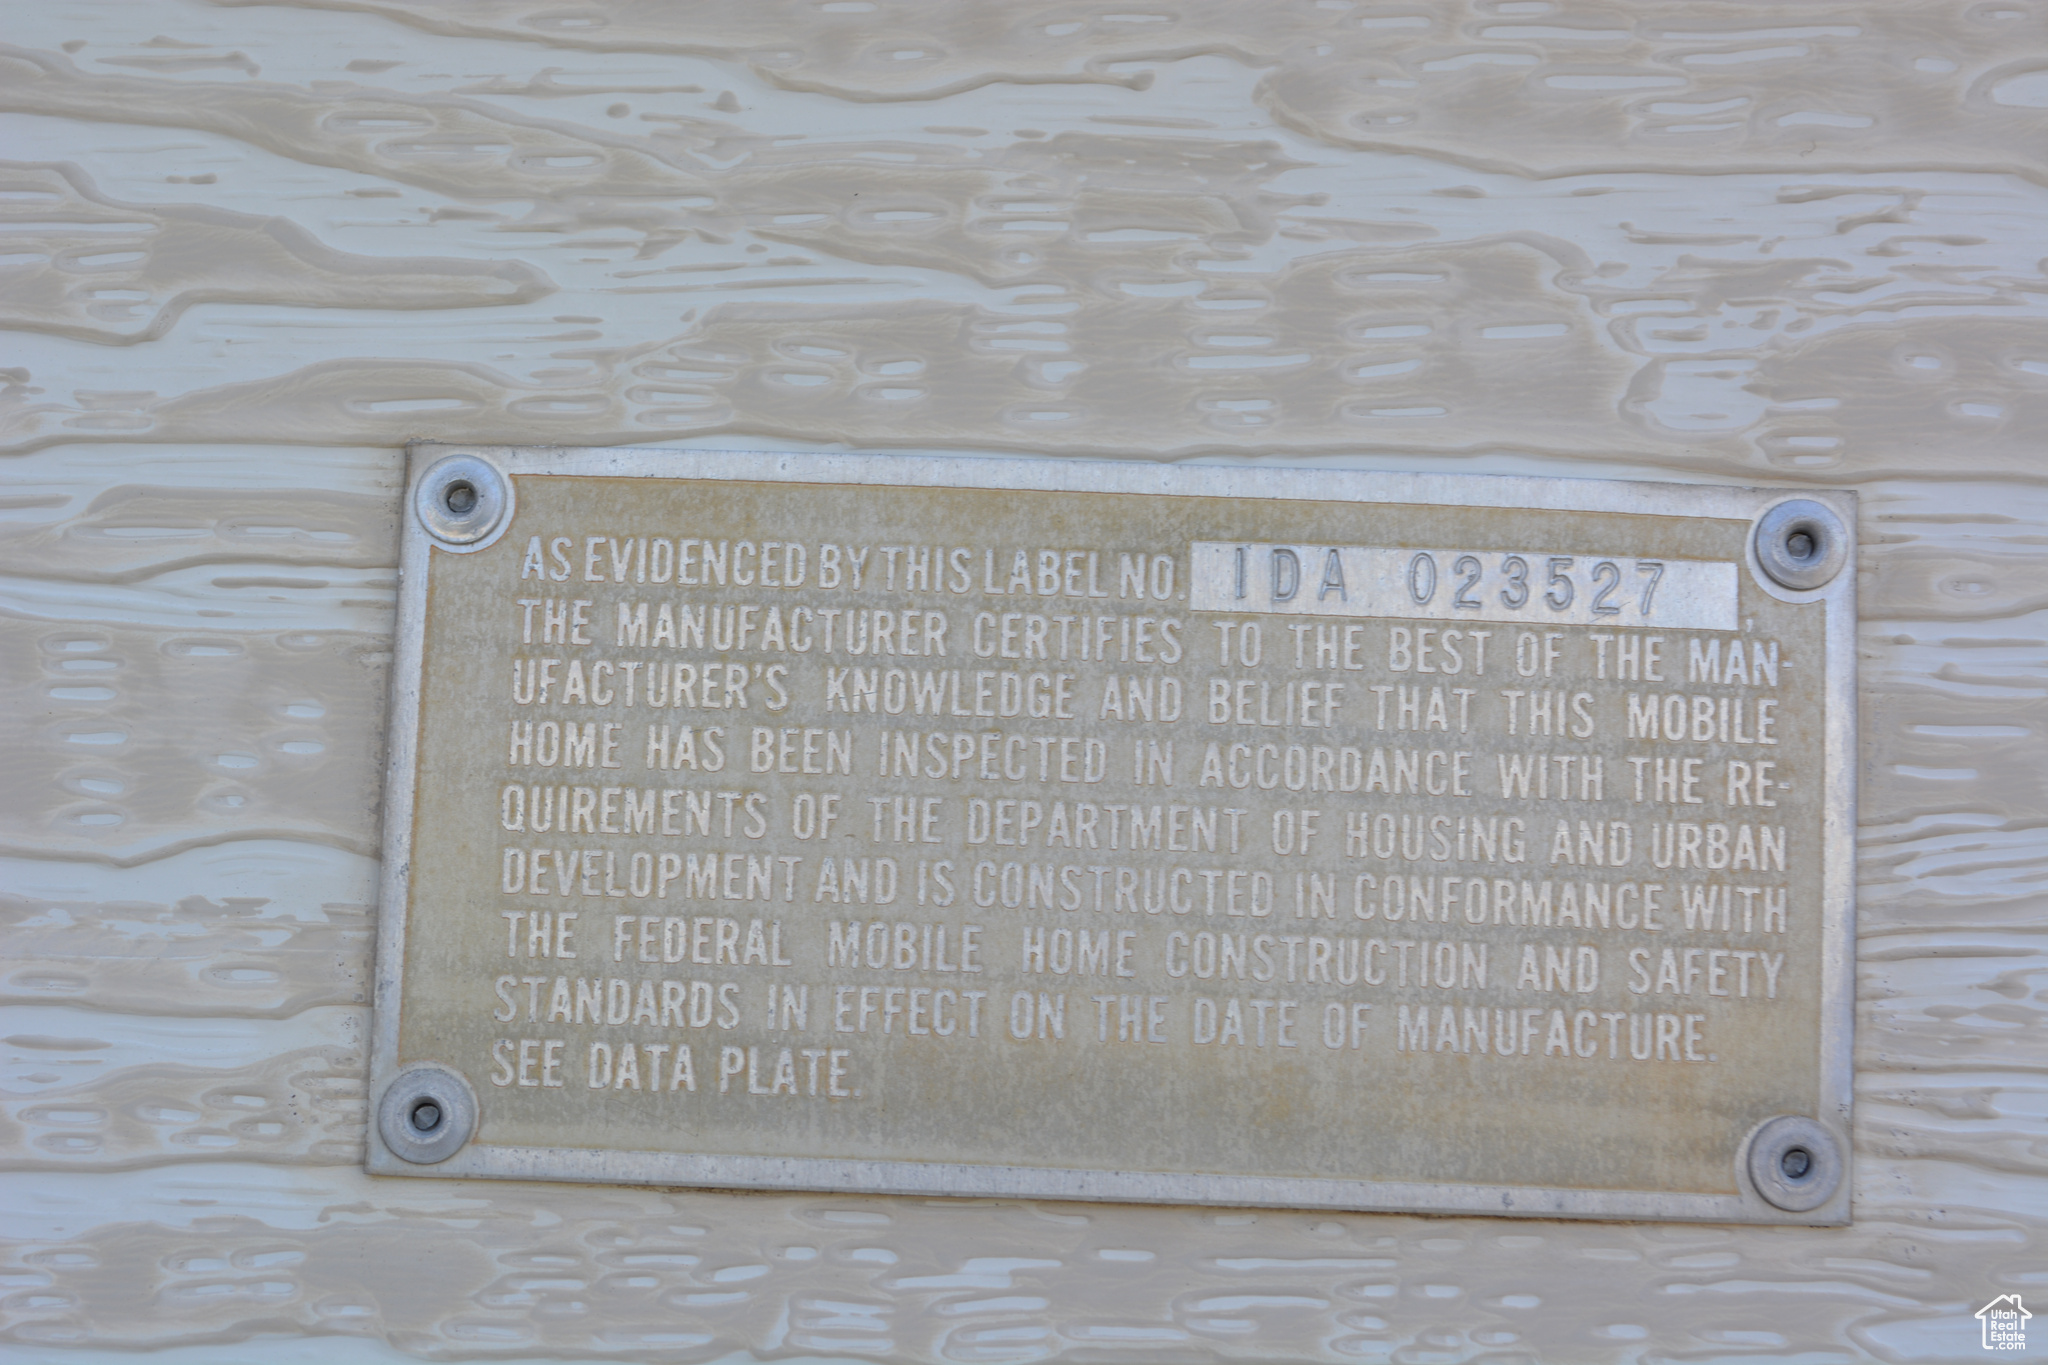 AS EVIDENCED BY THIS LABEL NO. IDA 023527,
THE MANUFACTURER CERTIFIES TO THE BEST OF THE MAN-
UFACTURER'S KNOWLEDGE AND BELIEF THAT THIS MOBILE
HOME HAS BEEN INSPECTED IN ACCORDANCE WITH THE RE-
QUIREMENTS OF THE DEPARTMENT OF HOUSING AND URBAN
DEVELOPMENT AND IS CONSTRUCTED IN CONFORMANCE WITH
THE FEDERAL MOBILE HOME CONSTRUCTION AND SAFETY
STANDARDS IN EFFECT ON THE DATE OF MANUFACTURE.
SEE DATA PLATE.
Utah
Real
Estate
.com